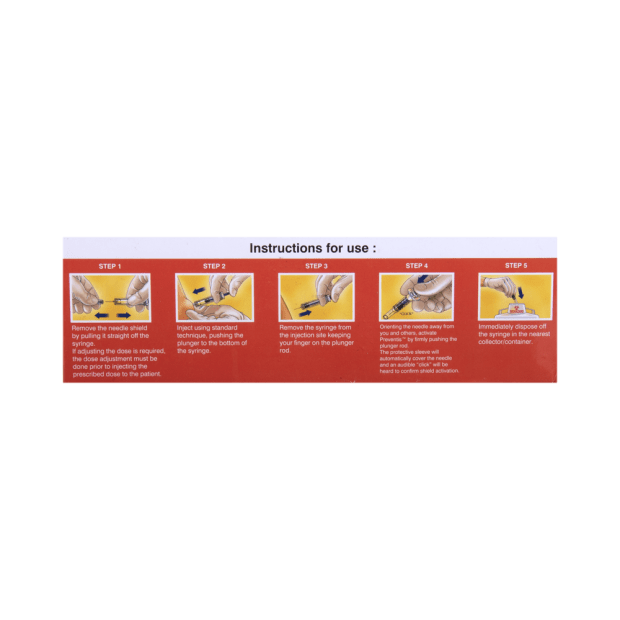 Instructions for use :
STEP 1
Remove the needle shield
by pulling it straight off the
syringe.
If adjusting the dose is required,
the dose adjustment must be
done prior to injecting the
prescribed dose to the patient.
STEP 2
Inject using standard
technique, pushing the
plunger to the bottom of
the syringe.
STEP 3
Remove the syringe from
the injection site keeping
your finger on the plunger
rod.
STEP 4
Orienting the needle away from
you and others, activate
Preventis™ by firmly pushing the
plunger rod.
The protective sleeve will
automatically cover the needle
and an audible "click" will be
heard to confirm shield activation.
STEP 5
Immediately dispose off
the syringe in the nearest
collector/container.